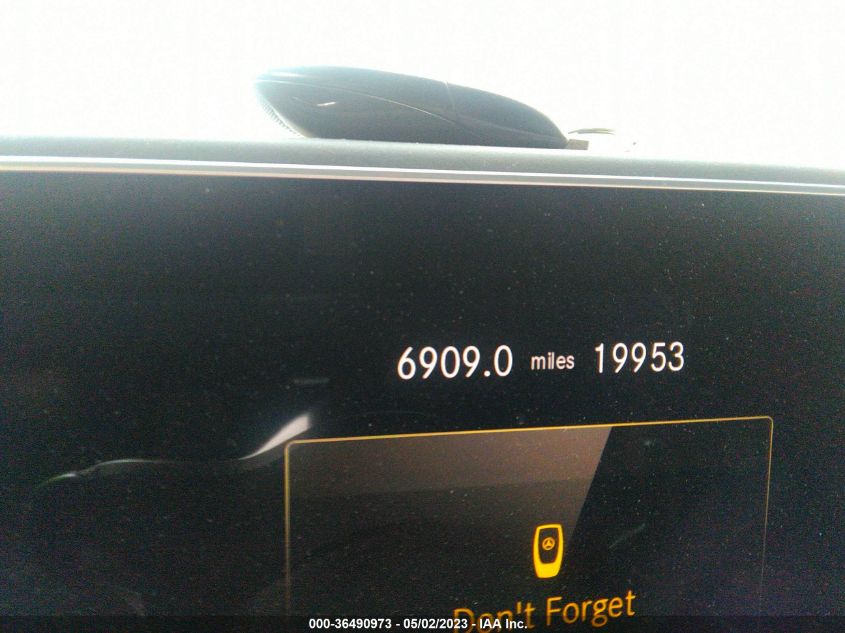 6909.0 miles 19953
Don't Forget
000-36490973 - 05/02/2023 - IAA Inc.